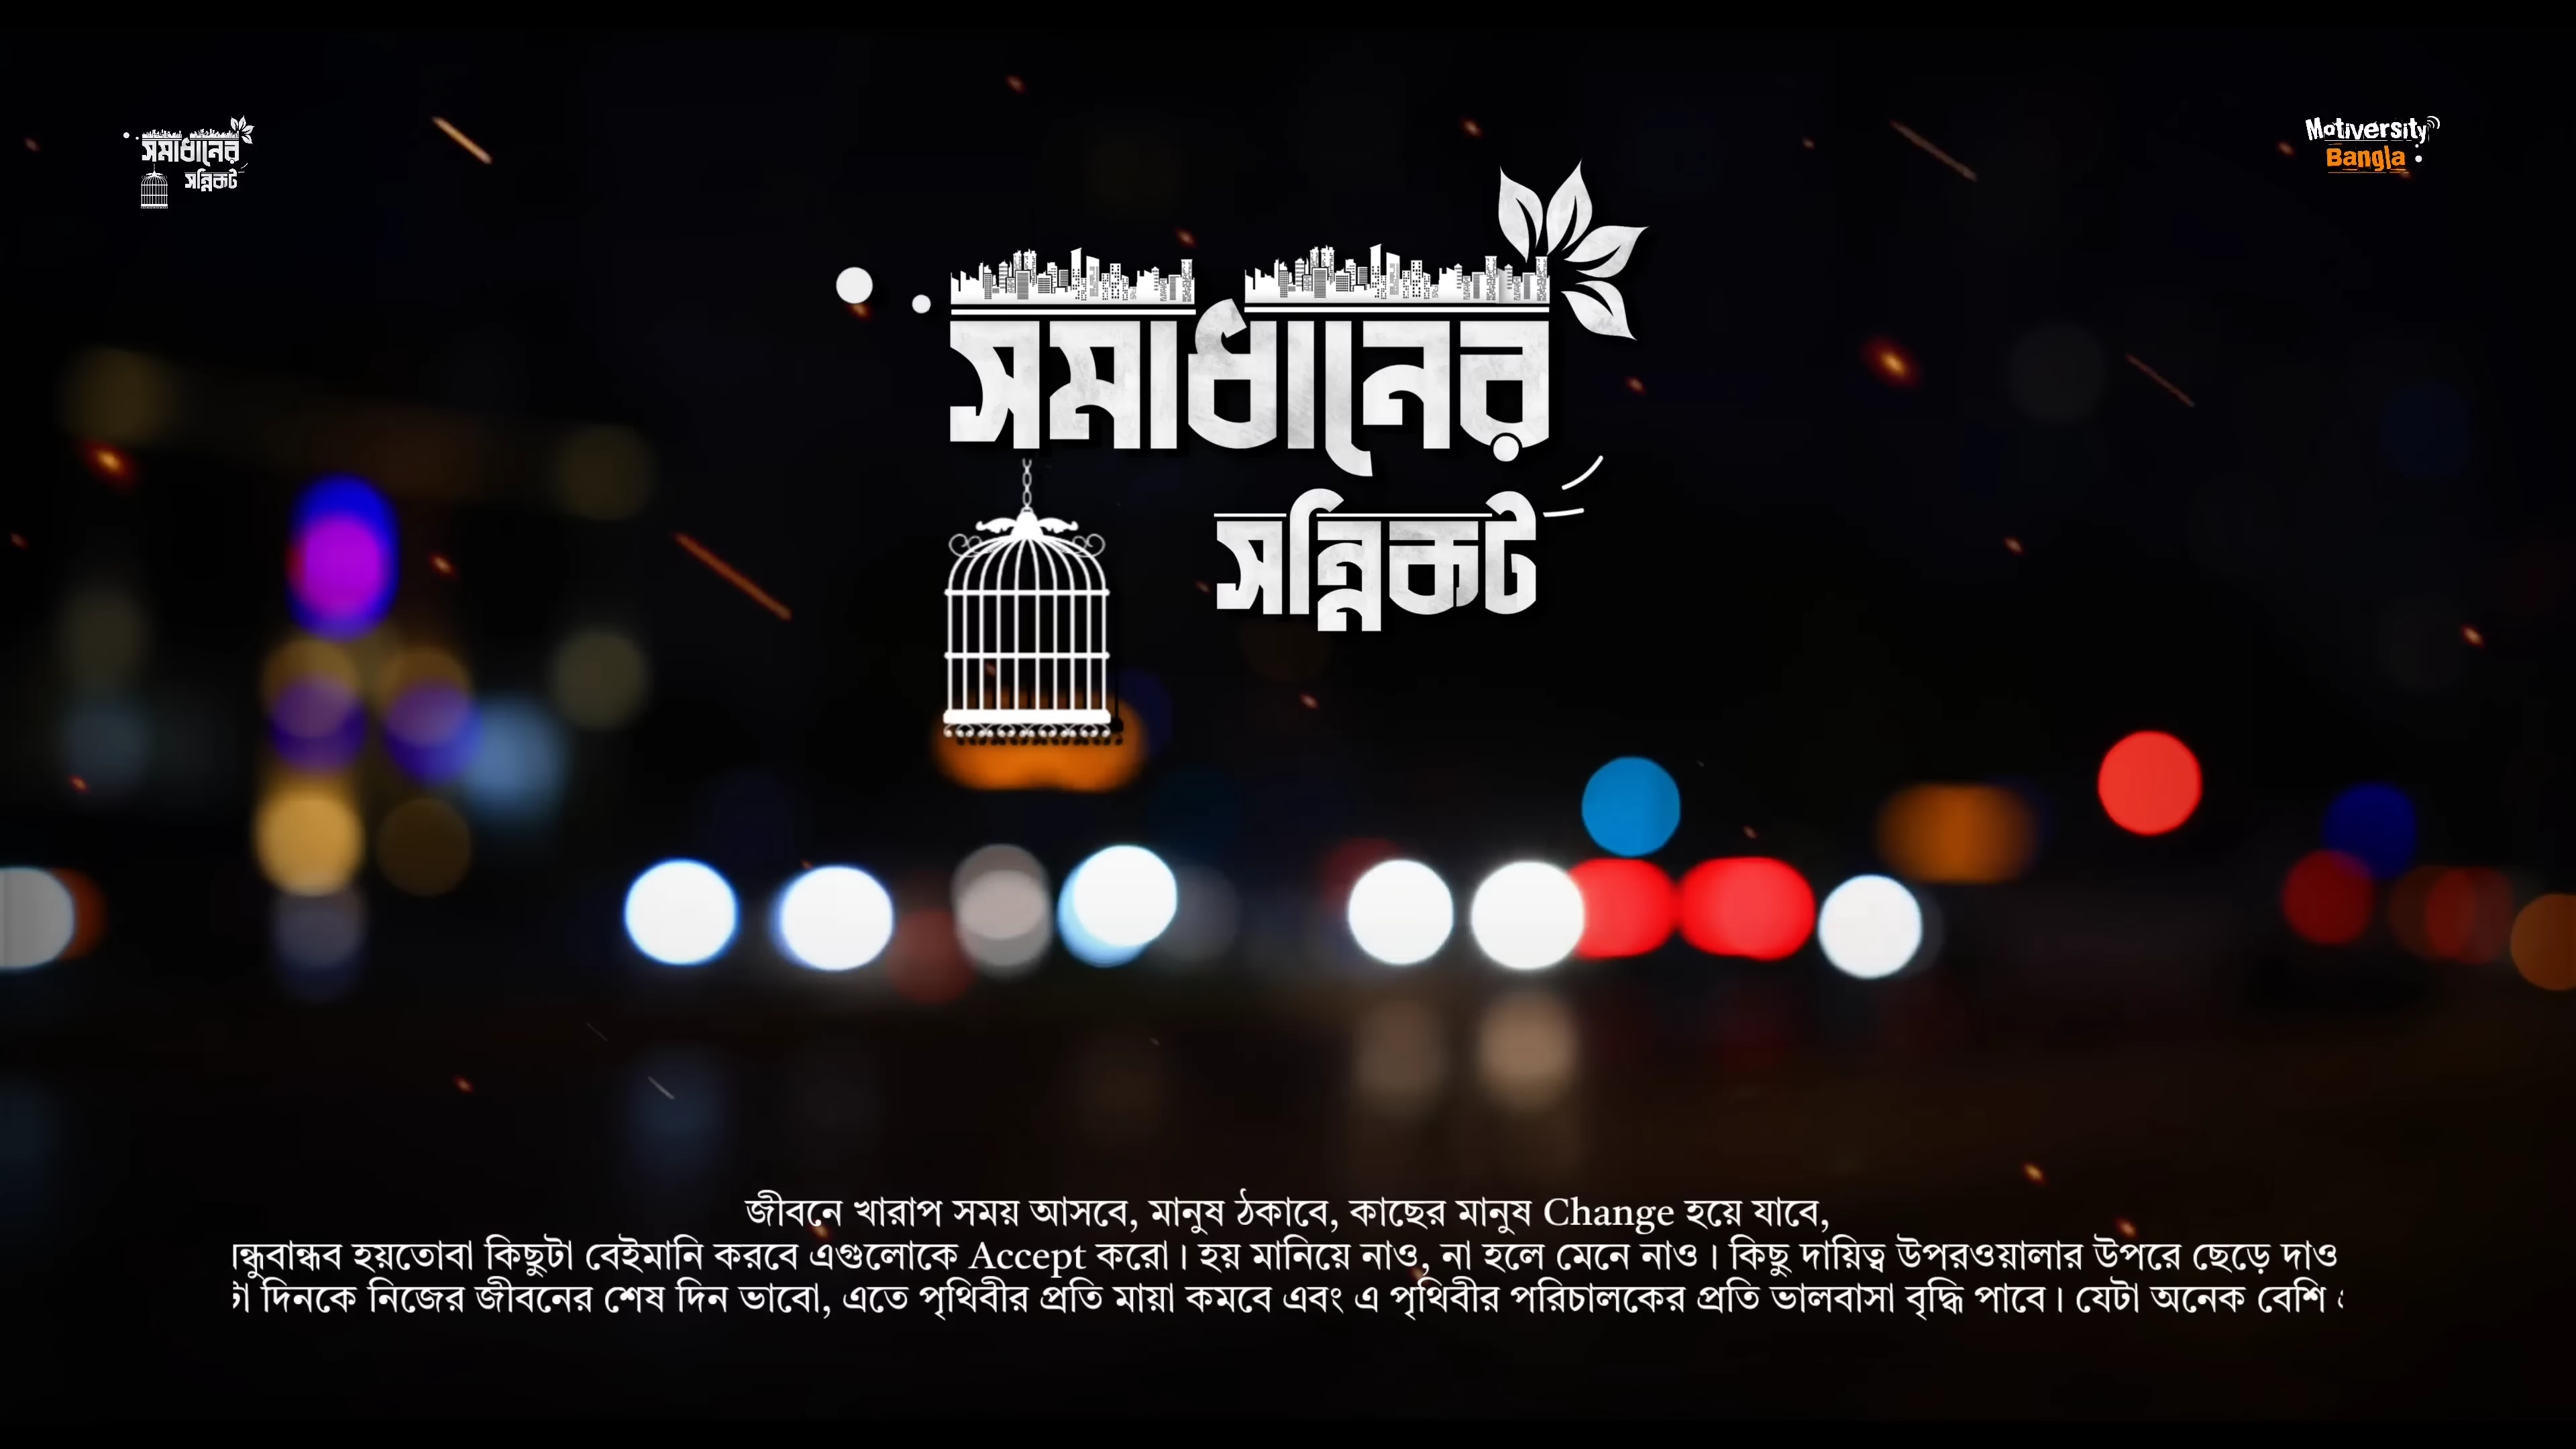 সমাধানের
সন্নিকট
Motiversity
Bangla
সমাধানের
সন্নিকট
জীবনে খারাপ সময় আসবে, মানুষ ঠকাবে, কাছের মানুষ Change হয়ে যাবে,
হয়তোবা কিছুটা বেইমানি করবে এগুলোকে Accept করো। হয় মানিয়ে নাও, না হলে মেনে নাও। কিছু দায়িত্ব উপরওয়ালার উপরে ছেড়ে দাও
দিনকে নিজের জীবনের শেষ দিন ভাবো, এতে পৃথিবীর প্রতি মায়া কমবে এবং এ পৃথিবীর পরিচালকের প্রতি ভালবাসা বৃদ্ধি পাবে। যেটা অনেক বেশি